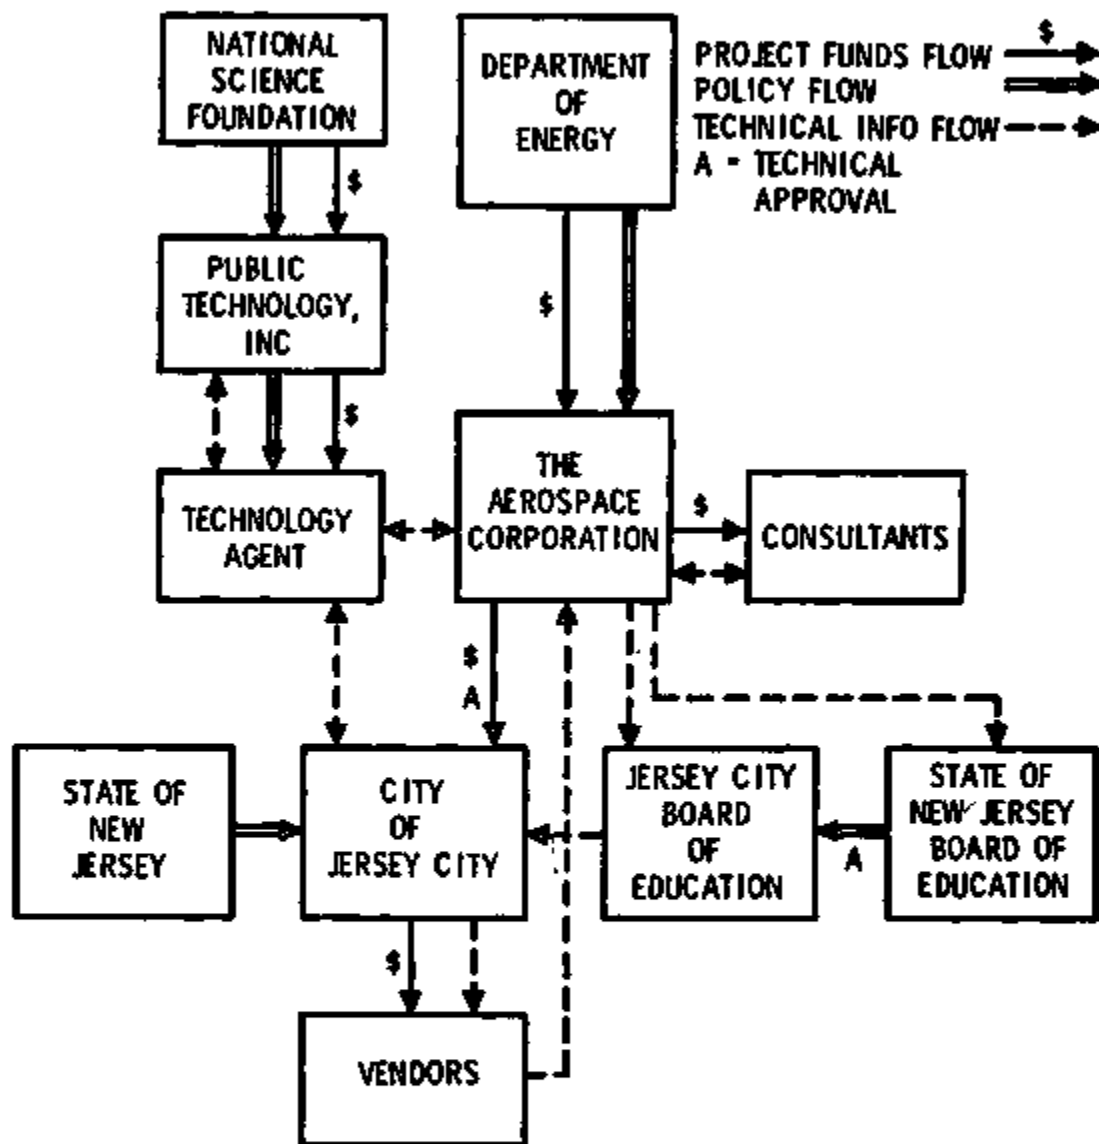 NATIONAL
SCIENCE
FOUNDATION
DEPARTMENT
OF
ENERGY
PROJECT FUNDS FLOW $
POLICY FLOW
TECHNICAL INFO FLOW
A = TECHNICAL
APPROVAL
$
PUBLIC
TECHNOLOGY,
INC
$
$
TECHNOLOGY
AGENT
THE
AEROSPACE
CORPORATION
$
CONSULTANTS
$
A
STATE OF
NEW
JERSEY
CITY
OF
JERSEY CITY
JERSEY CITY
BOARD
OF
EDUCATION
A
STATE OF
NEW JERSEY
BOARD OF
EDUCATION
$
VENDORS